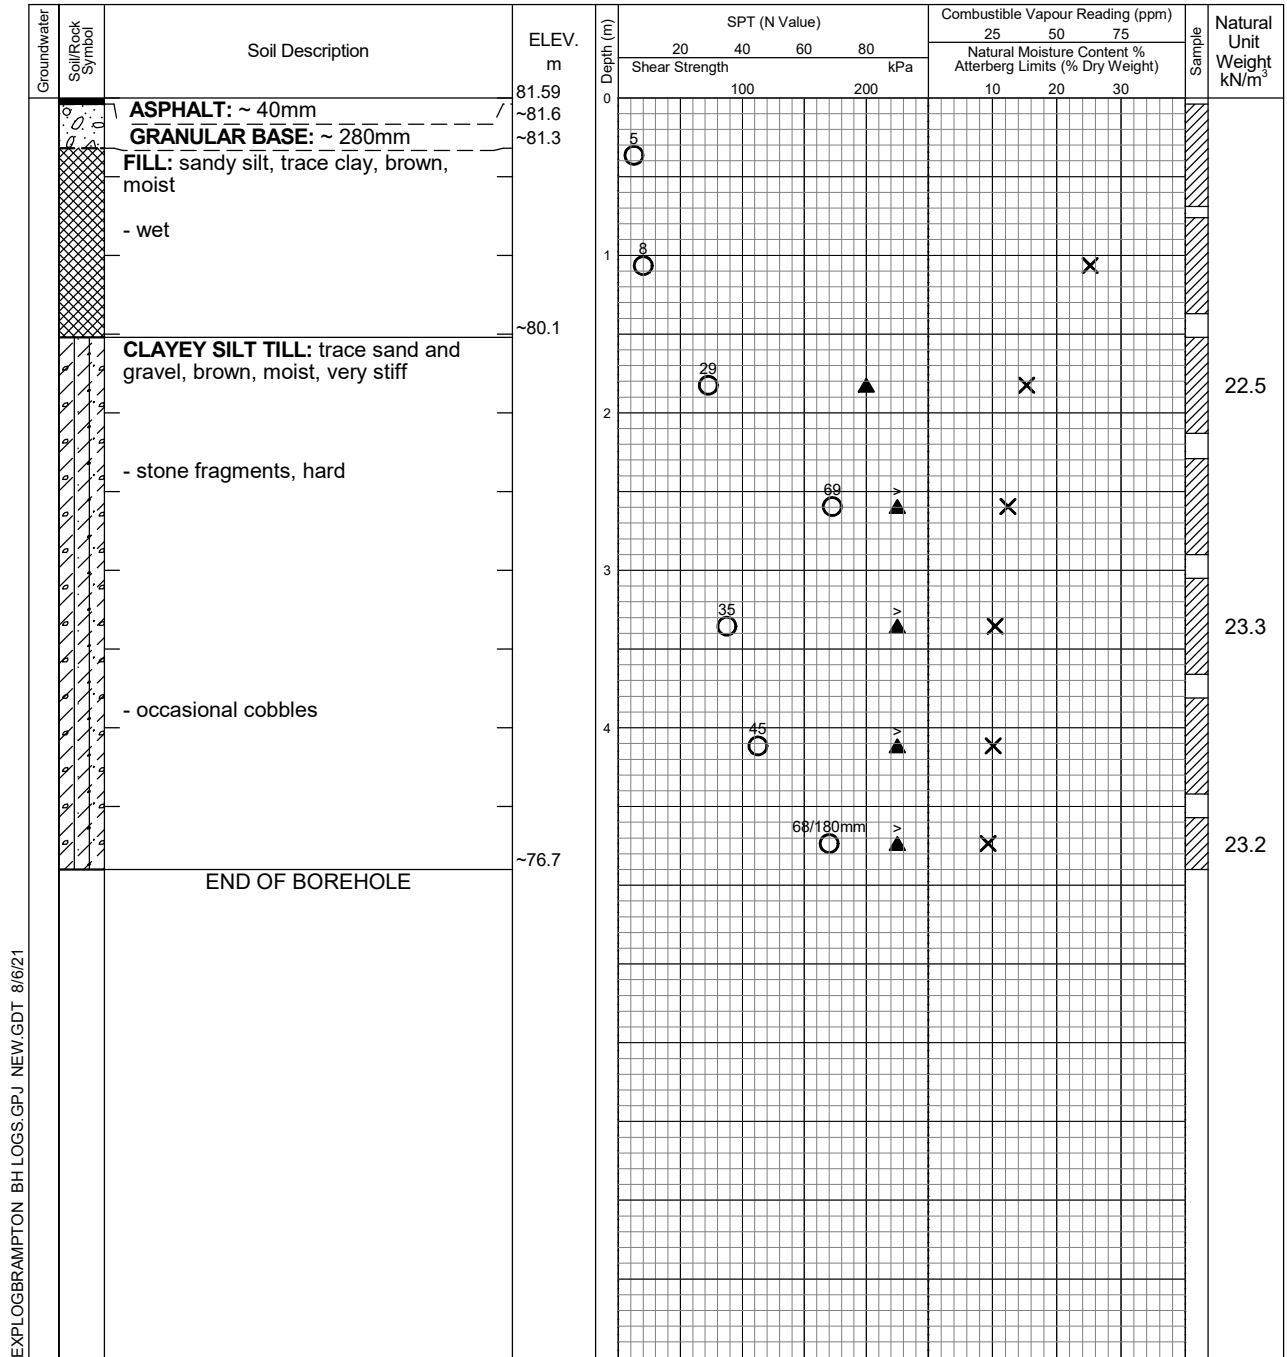 Groundwater
Soil/Rock
Symbol
Soil Description
ELEV.
m
Depth (m)
SPT (N Value)
20 40 60 80
Shear Strength kPa
100 200
Combustible Vapour Reading (ppm)
25 50 75
Natural Moisture Content %
Atterberg Limits (% Dry Weight)
10 20 30
Sample
Natural
Unit
Weight
kN/m³
81.59
0
ASPHALT: ~ 40mm
~81.6
GRANULAR BASE: ~ 280mm
~81.3
5
FILL: sandy silt, trace clay, brown,
moist
- wet
8
1
~80.1
CLAYEY SILT TILL: trace sand and
gravel, brown, moist, very stiff
29
22.5
2
- stone fragments, hard
69 >
3
35 >
23.3
- occasional cobbles
4
45 >
68/180mm >
23.2
~76.7
END OF BOREHOLE
EXPLOGBRAMPTON BH LOGS.GPJ NEW.GDT 8/6/21